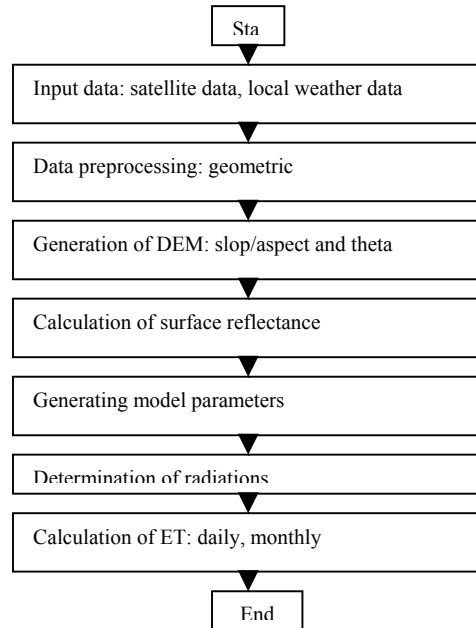 Sta
Input data: satellite data, local weather data
Data preprocessing: geometric
Generation of DEM: slop/aspect and theta
Calculation of surface reflectance
Generating model parameters
Determination of radiations
Calculation of ET: daily, monthly
End